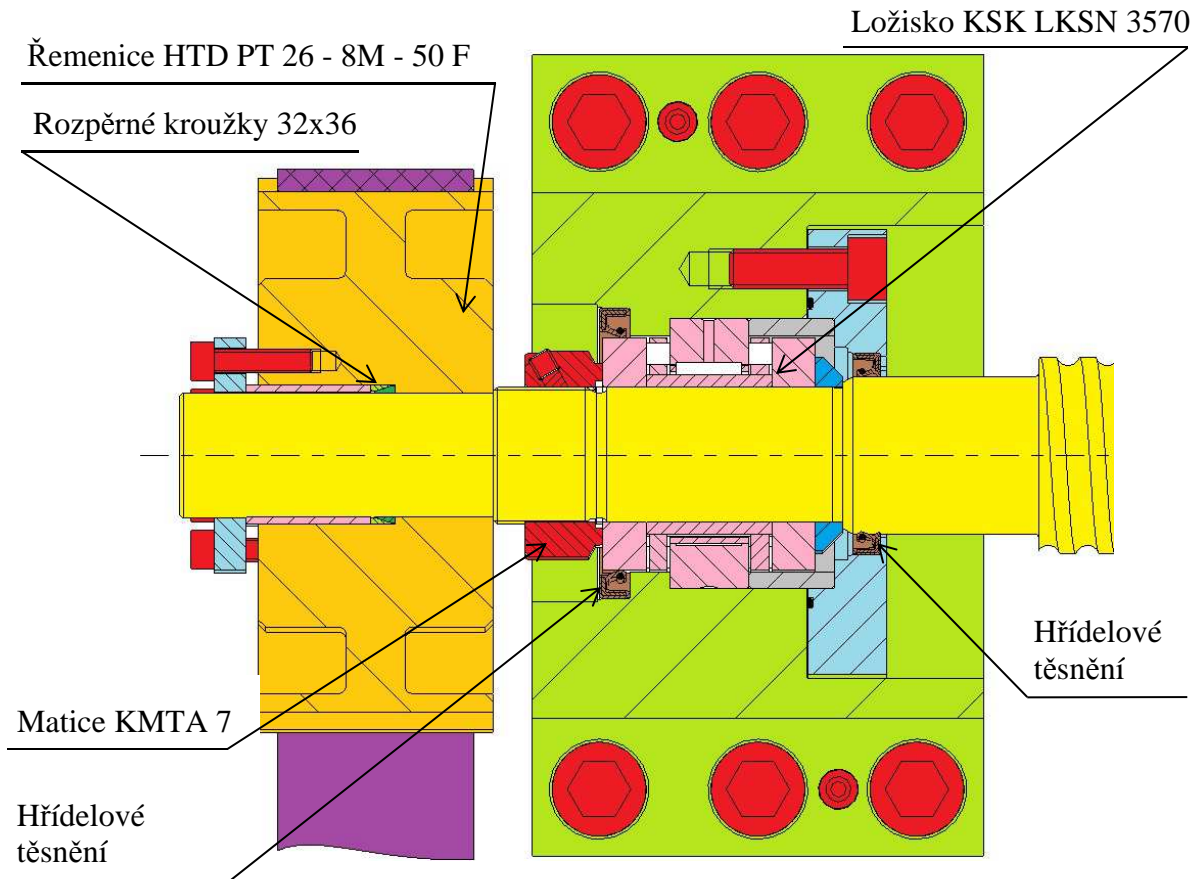 Ložisko KSK LKSN 3570
Řemenice HTD PT 26 - 8M - 50 F
Rozpěrné kroužky 32x36
Hřídelové
těsnění
Matice KMTA 7
Hřídelové
těsnění